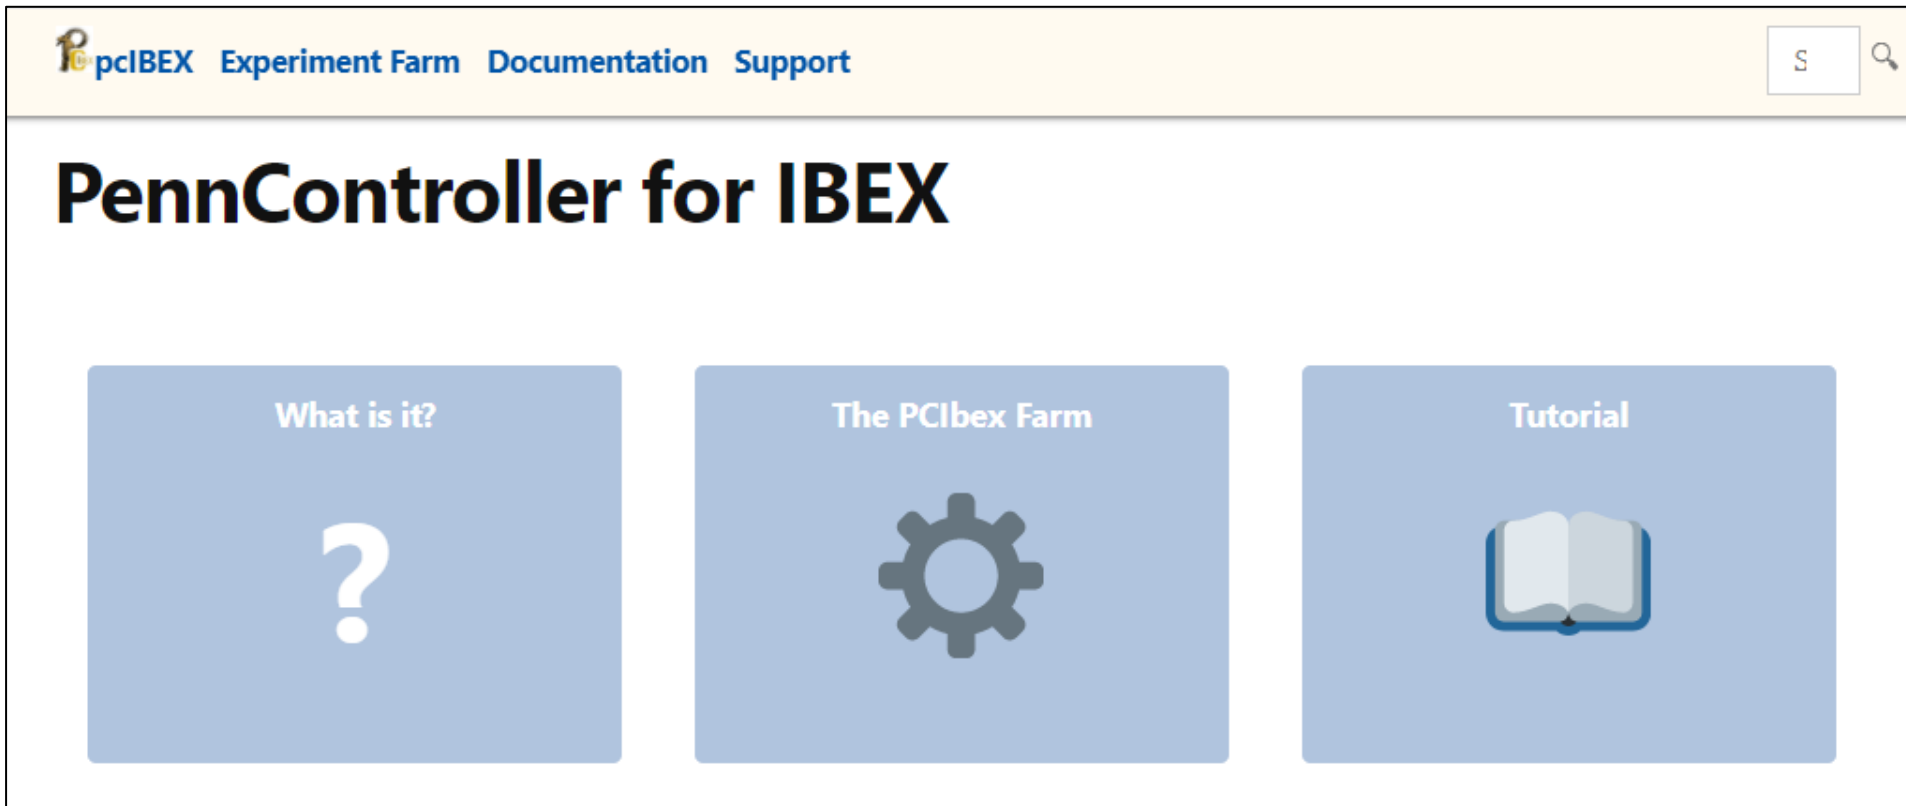 pcIBEX Experiment Farm Documentation Support S
PennController for IBEX
What is it? The PCIbex Farm Tutorial
?